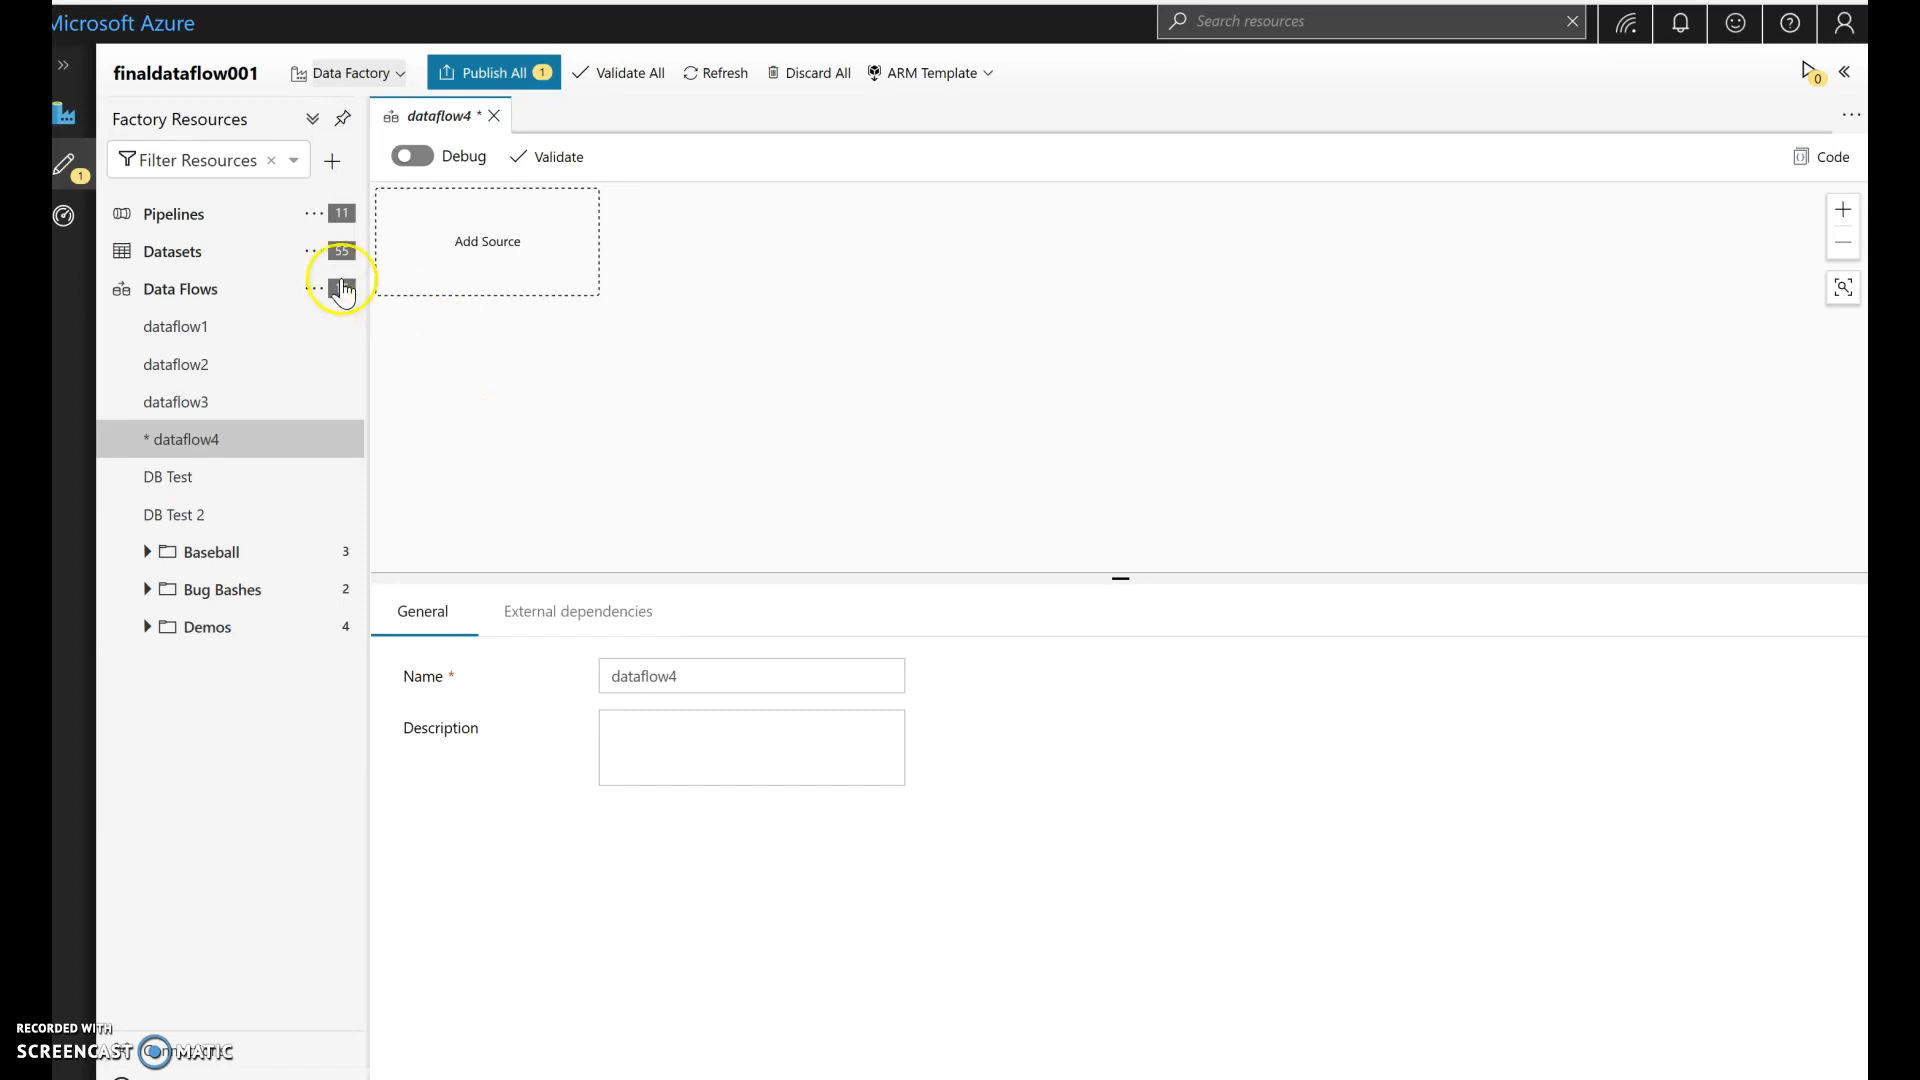 Microsoft Azure
Search resources
finaldataflow001
Data Factory
Publish All 1
Validate All
Refresh
Discard All
ARM Template
0
Factory Resources
dataflow4 *
Filter Resources
Debug
Validate
Code
1
Pipelines
11
Add Source
Datasets
55
Data Flows
dataflow1
dataflow2
dataflow3
* dataflow4
DB Test
DB Test 2
Baseball
3
Bug Bashes
2
Demos
4
General
External dependencies
Name *
dataflow4
Description
RECORDED WITH
SCREENCAST MATIC